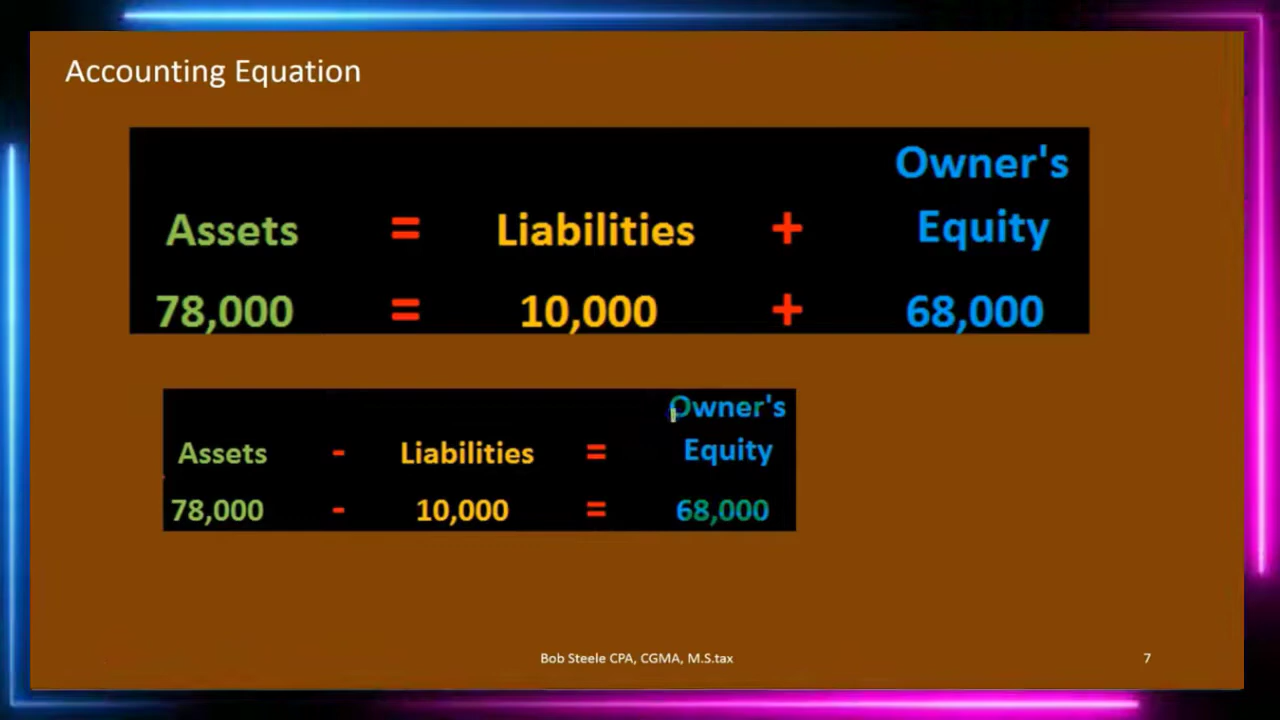 Accounting Equation
Owner's
Assets = Liabilities + Equity
78,000 = 10,000 + 68,000
Owner's
Assets - Liabilities = Equity
78,000 - 10,000 = 68,000
Bob Steele CPA, CGMA, M.S.tax 7